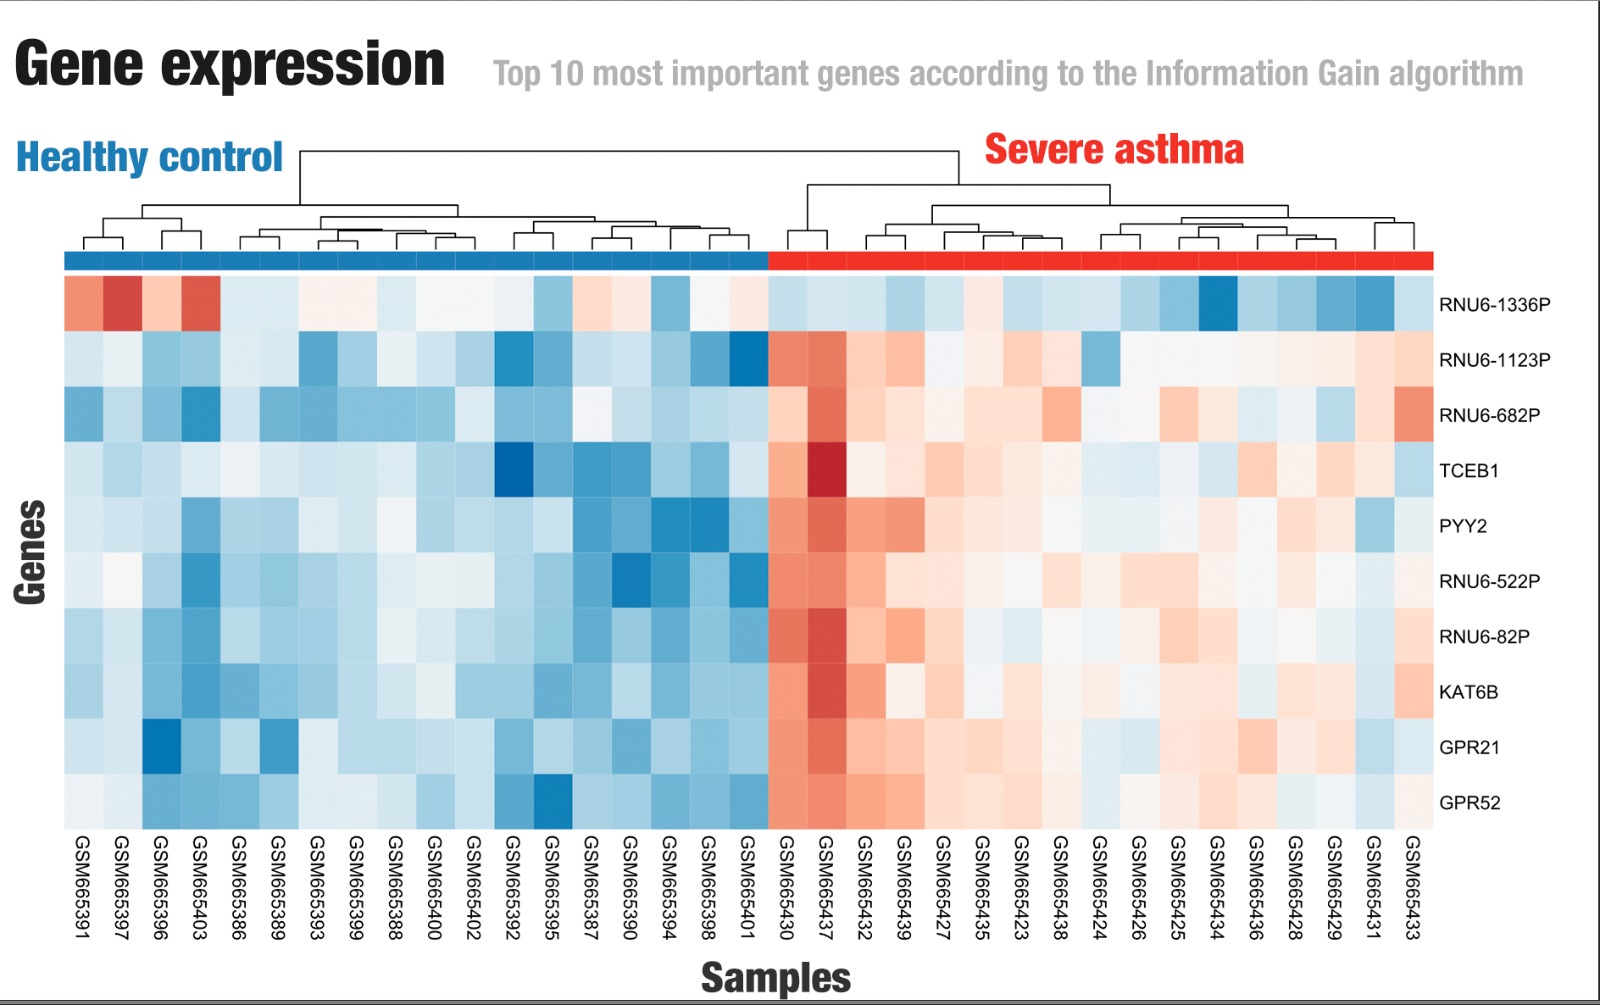 Gene expression
Top 10 most important genes according to the Information Gain algorithm
Healthy control
Severe asthma
RNU6-1336P
RNU6-1123P
RNU6-682P
TCEB1
PYY2
RNU6-522P
RNU6-82P
KAT6B
GPR21
GPR52
Genes
GSM665391
GSM665397
GSM665396
GSM665403
GSM665386
GSM665389
GSM665393
GSM665399
GSM665388
GSM665400
GSM665402
GSM665392
GSM665395
GSM665387
GSM665390
GSM665394
GSM665398
GSM665401
GSM665430
GSM665437
GSM665432
GSM665439
GSM665427
GSM665435
GSM665423
GSM665438
GSM665424
GSM665426
GSM665425
GSM665434
GSM665436
GSM665428
GSM665429
GSM665431
GSM665433
Samples